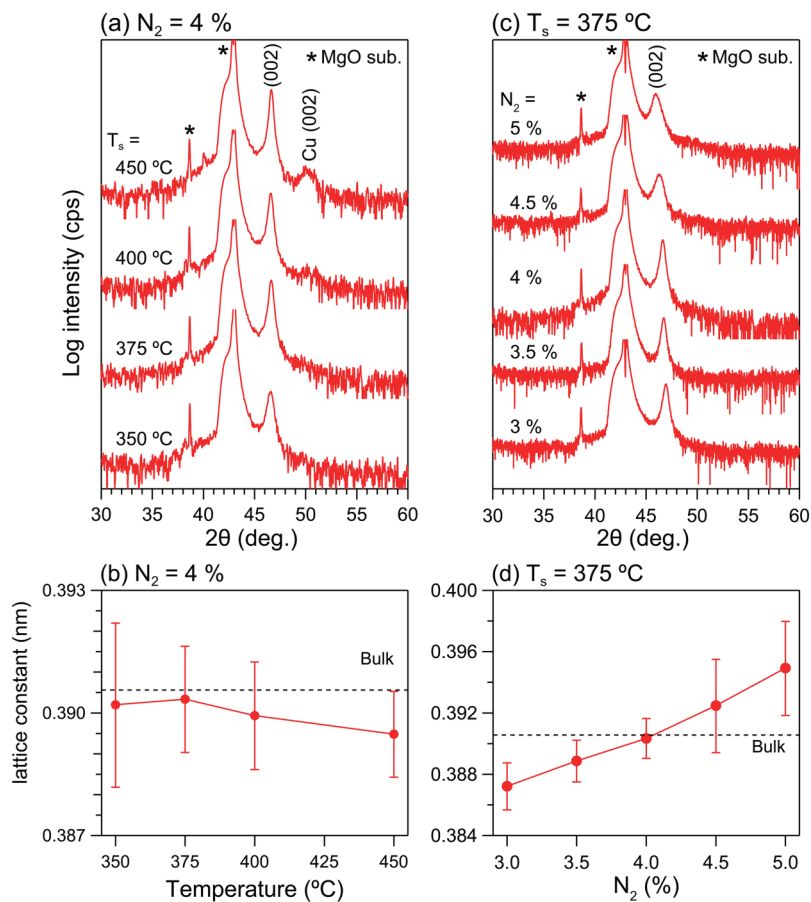 (a) N₂ = 4 %
* MgO sub.
*
(002)
Cu (002)
*
Tₛ =
450 ºC
400 ºC
375 ºC
350 ºC
Log intensity (cps)
30 35 40 45 50 55 60
2θ (deg.)
(c) Tₛ = 375 ºC
* MgO sub.
*
(002)
*
N₂ =
5 %
4.5 %
4 %
3.5 %
3 %
30 35 40 45 50 55 60
2θ (deg.)
(b) N₂ = 4 %
0.393
0.390
0.387
lattice constant (nm)
Bulk
350 375 400 425 450
Temperature (ºC)
(d) Tₛ = 375 ºC
0.400
0.396
0.392
0.388
0.384
Bulk
3.0 3.5 4.0 4.5 5.0
N₂ (%)